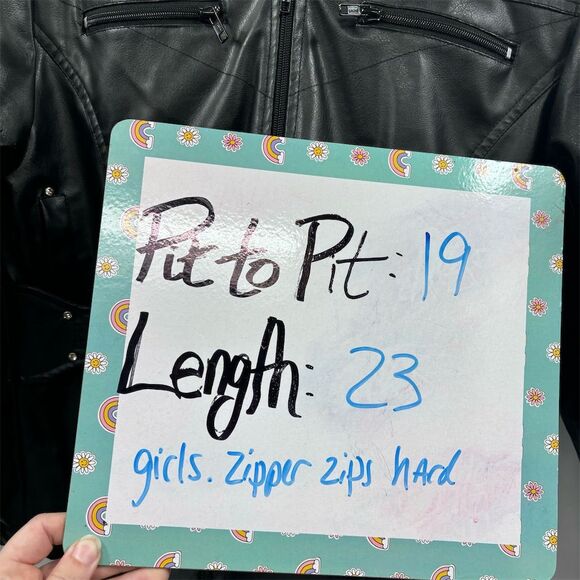 Pit to Pit: 19
Length: 23
girls. Zipper zips hard